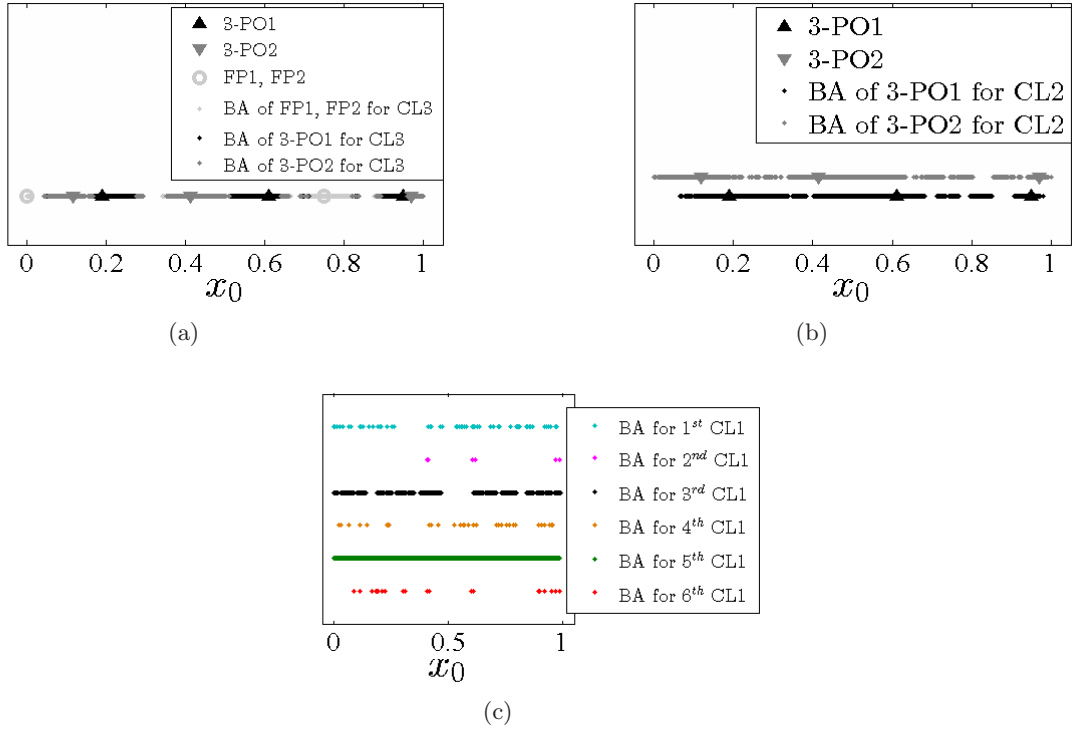 3-PO1
3-PO2
FP1, FP2
BA of FP1, FP2 for CL3
BA of 3-PO1 for CL3
BA of 3-PO2 for CL3
0 0.2 0.4 0.6 0.8 1
x0
(a)
3-PO1
3-PO2
BA of 3-PO1 for CL2
BA of 3-PO2 for CL2
0 0.2 0.4 0.6 0.8 1
x0
(b)
BA for 1st CL1
BA for 2nd CL1
BA for 3rd CL1
BA for 4th CL1
BA for 5th CL1
BA for 6th CL1
0 0.5 1
x0
(c)